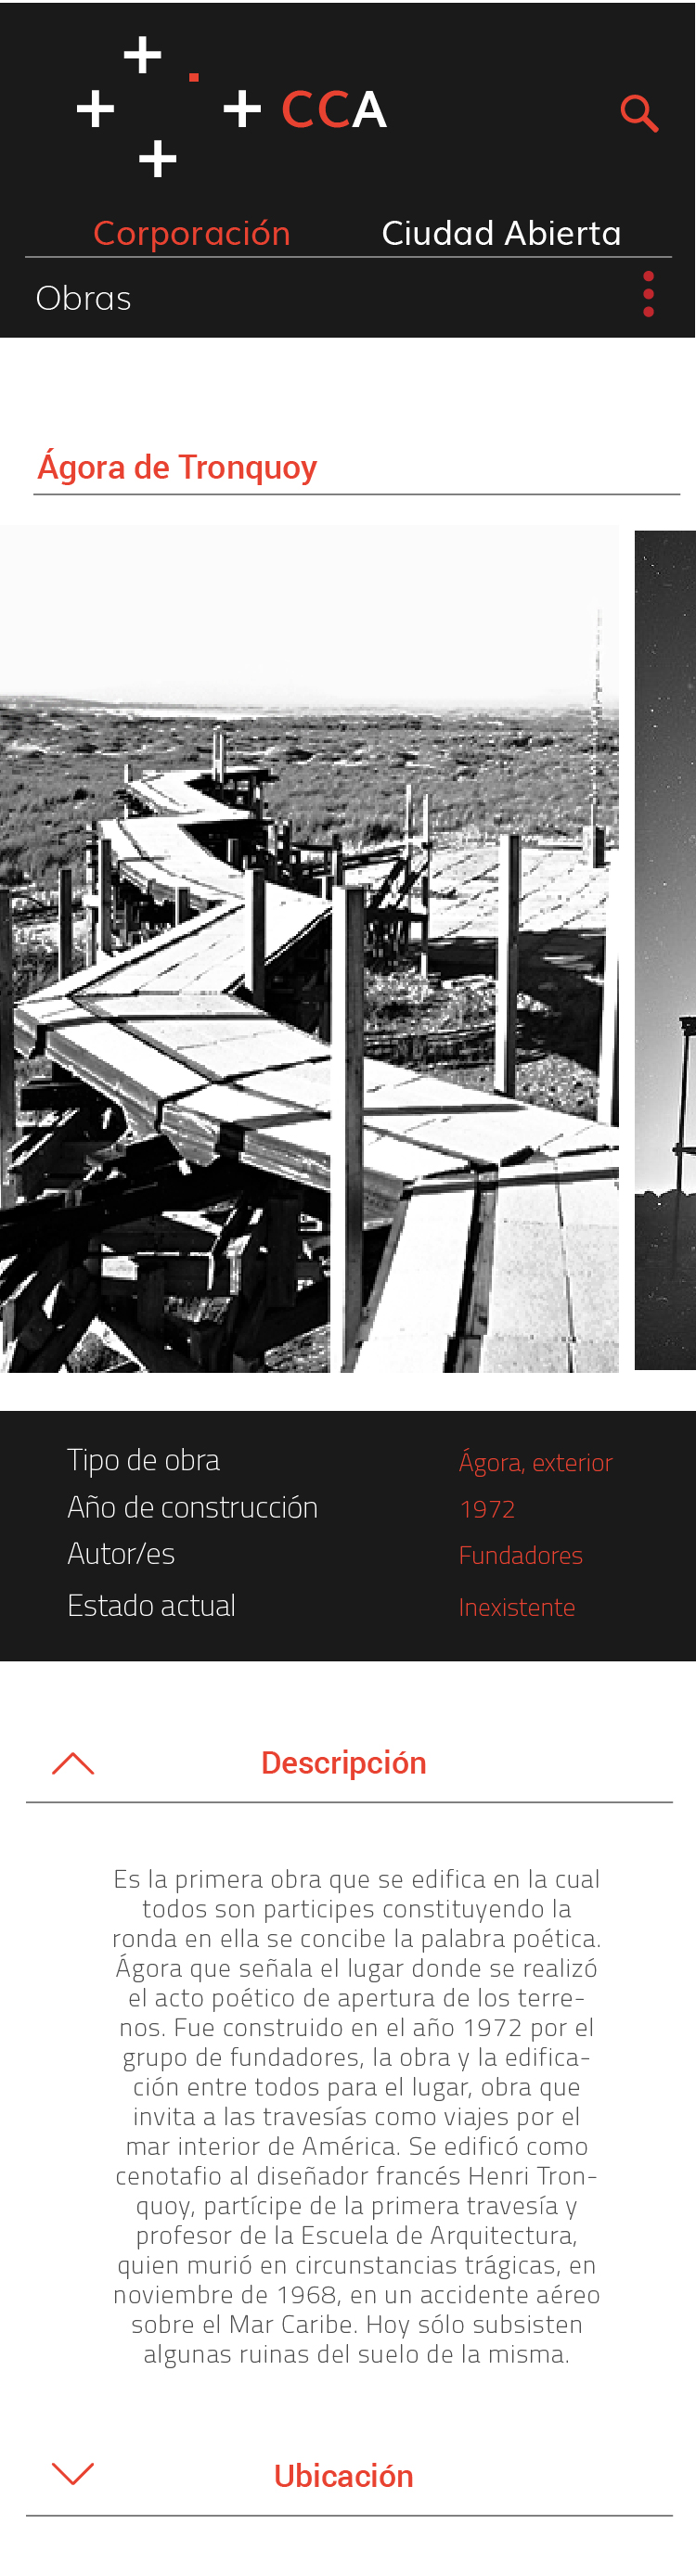 CCA
Corporación
Ciudad Abierta
Obras
Ágora de Tronquoy
Tipo de obra Ágora, exterior
Año de construcción 1972
Autor/es Fundadores
Estado actual Inexistente
Descripción
Es la primera obra que se edifica en la cual
todos son participes constituyendo la
ronda en ella se concibe la palabra poética.
Ágora que señala el lugar donde se realizó
el acto poético de apertura de los terre-
nos. Fue construido en el año 1972 por el
grupo de fundadores, la obra y la edifica-
ción entre todos para el lugar, obra que
invita a las travesías como viajes por el
mar interior de América. Se edificó como
cenotafio al diseñador francés Henri Tron-
quoy, partícipe de la primera travesía y
profesor de la Escuela de Arquitectura,
quien murió en circunstancias trágicas, en
noviembre de 1968, en un accidente aéreo
sobre el Mar Caribe. Hoy sólo subsisten
algunas ruinas del suelo de la misma.
Ubicación